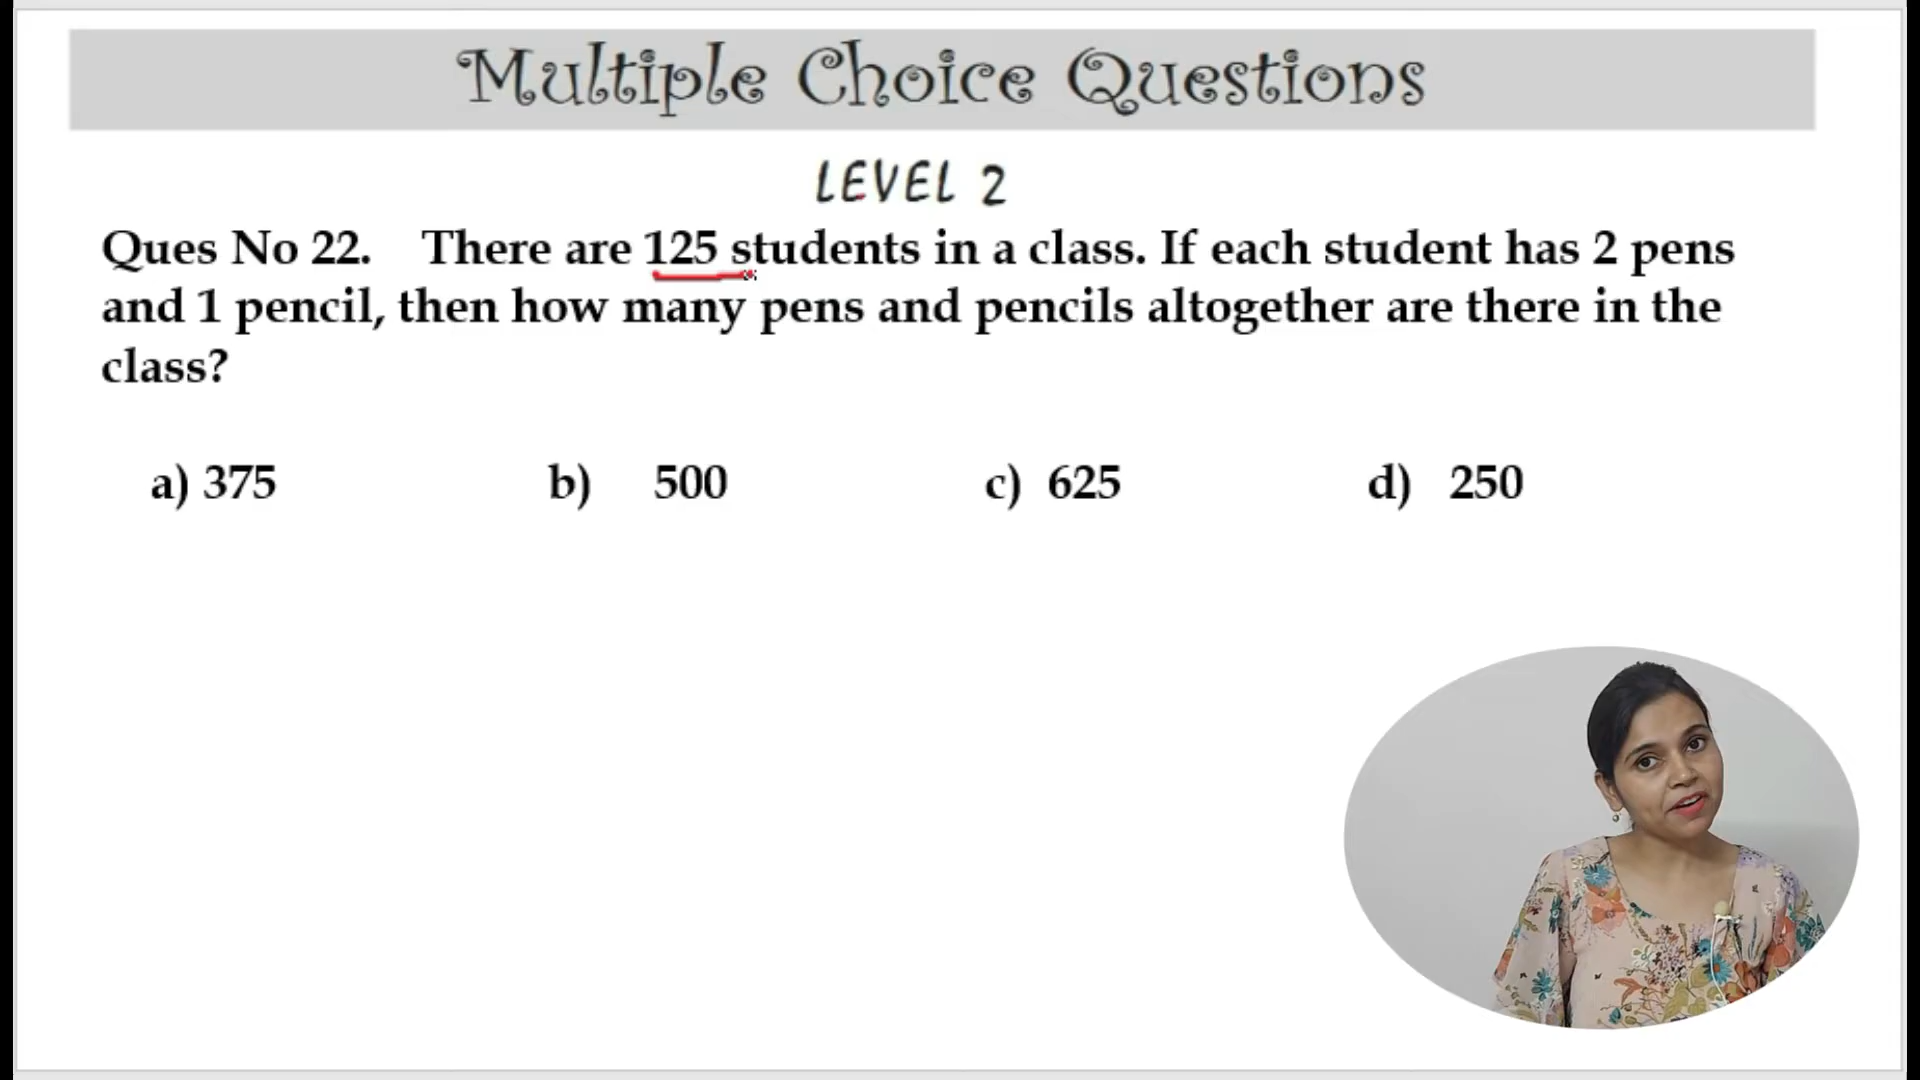 Multiple Choice Questions
LEVEL 2
Ques No 22. There are 125 students in a class. If each student has 2 pens
and 1 pencil, then how many pens and pencils altogether are there in the
class?
a) 375 b) 500 c) 625 d) 250